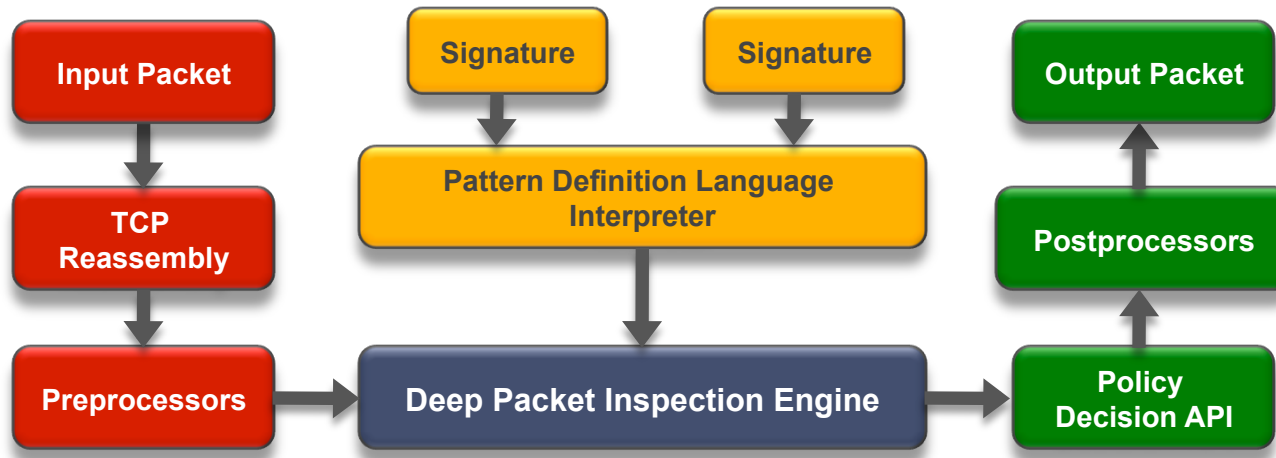 Input Packet
TCP
Reassembly
Preprocessors
Signature
Signature
Pattern Definition Language
Interpreter
Deep Packet Inspection Engine
Output Packet
Postprocessors
Policy
Decision API